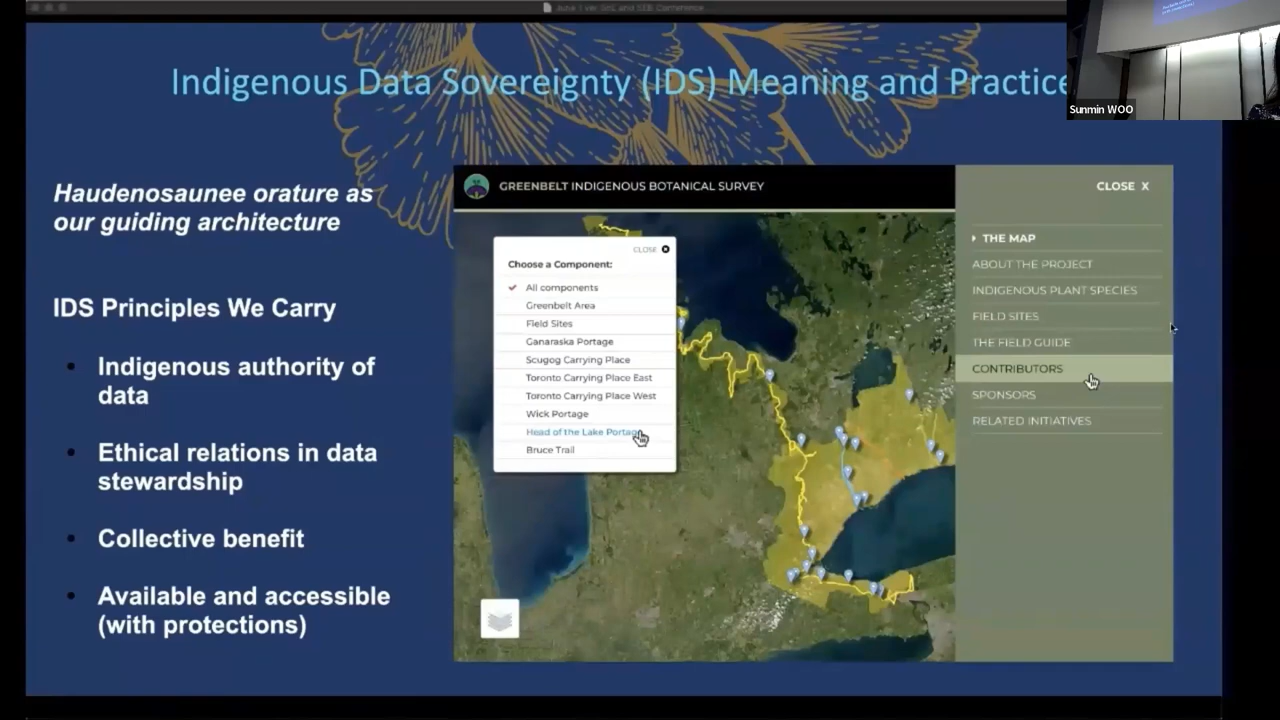 Indigenous Data Sovereignty (IDS) Meaning and Practice
Sunmin WOO
Haudenosaunee orature as
our guiding architecture
IDS Principles We Carry
• Indigenous authority of
data
• Ethical relations in data
stewardship
• Collective benefit
• Available and accessible
(with protections)
GREENBELT INDIGENOUS BOTANICAL SURVEY
CLOSE
Choose a Component:
All components
Greenbelt Area
Field Sites
Ganaraska Portage
Scugog Carrying Place
Toronto Carrying Place East
Toronto Carrying Place West
Wick Portage
Head of the Lake Portage
Bruce Trail
CLOSE X
THE MAP
ABOUT THE PROJECT
INDIGENOUS PLANT SPECIES
FIELD SITES
THE FIELD GUIDE
CONTRIBUTORS
SPONSORS
RELATED INITIATIVES